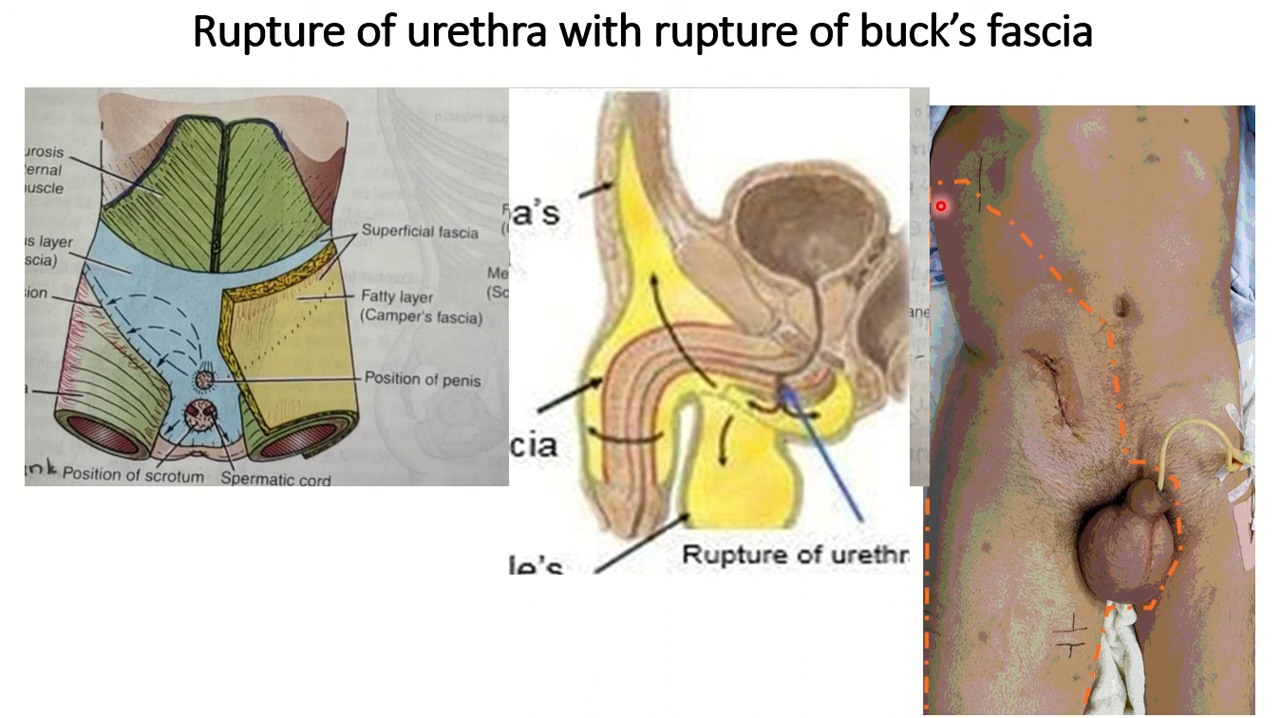 Rupture of urethra with rupture of buck's fascia
urosis
ernal
uscle
s layer
scia)
ion
Superficial fascia
Fatty layer
(Camper's fascia)
Position of penis
Position of scrotum
Spermatic cord
Me
(Sc
a's
cia
le's
Rupture of urethr
ane